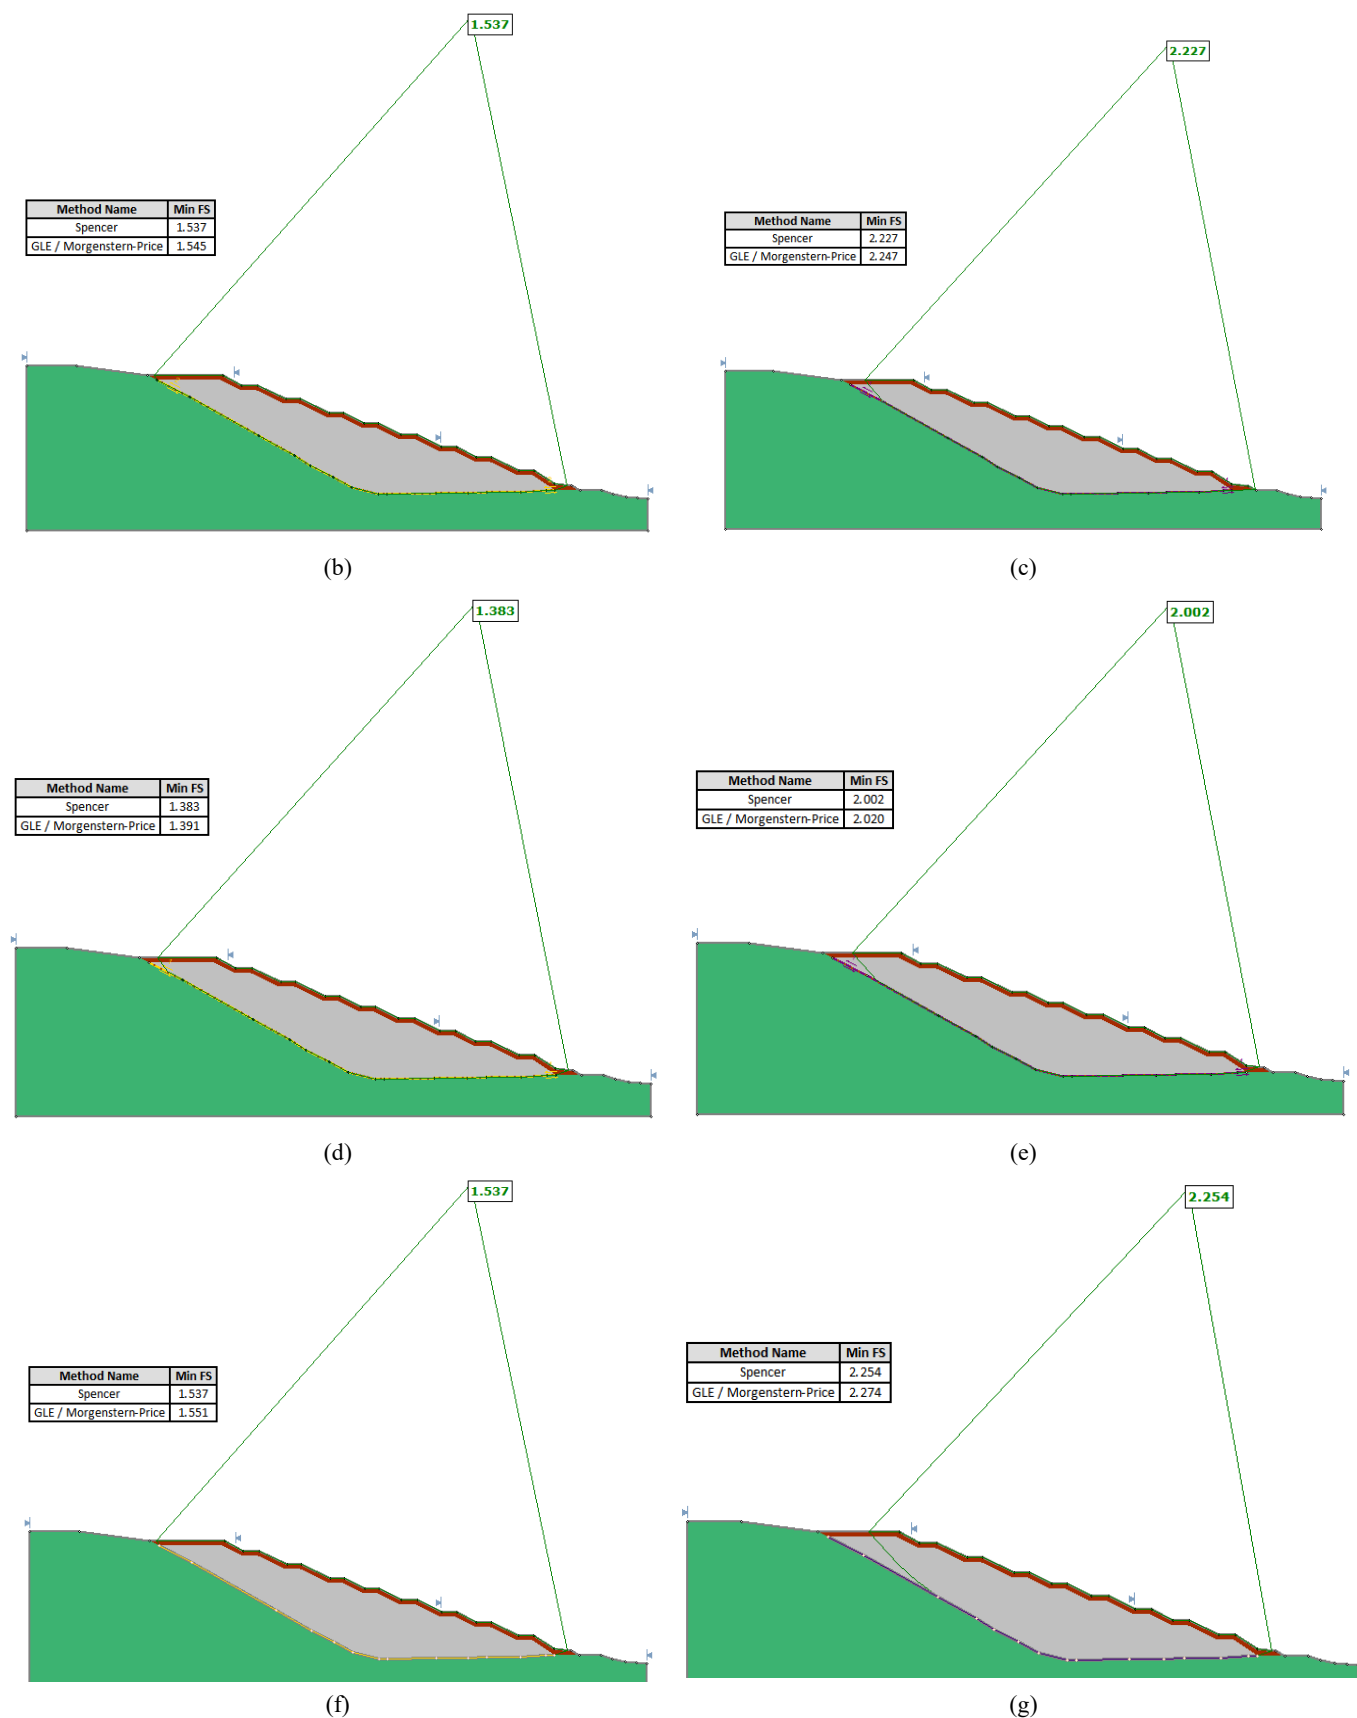 1.537
2.227
Method Name Min FS
Spencer 1.537
GLE / Morgenstern-Price 1.545
Method Name Min FS
Spencer 2.227
GLE / Morgenstern-Price 2.247
(b)
(c)
1.383
2.002
Method Name Min FS
Spencer 1.383
GLE / Morgenstern-Price 1.391
Method Name Min FS
Spencer 2.002
GLE / Morgenstern-Price 2.020
(d)
(e)
1.537
2.254
Method Name Min FS
Spencer 1.537
GLE / Morgenstern-Price 1.551
Method Name Min FS
Spencer 2.254
GLE / Morgenstern-Price 2.274
(f)
(g)